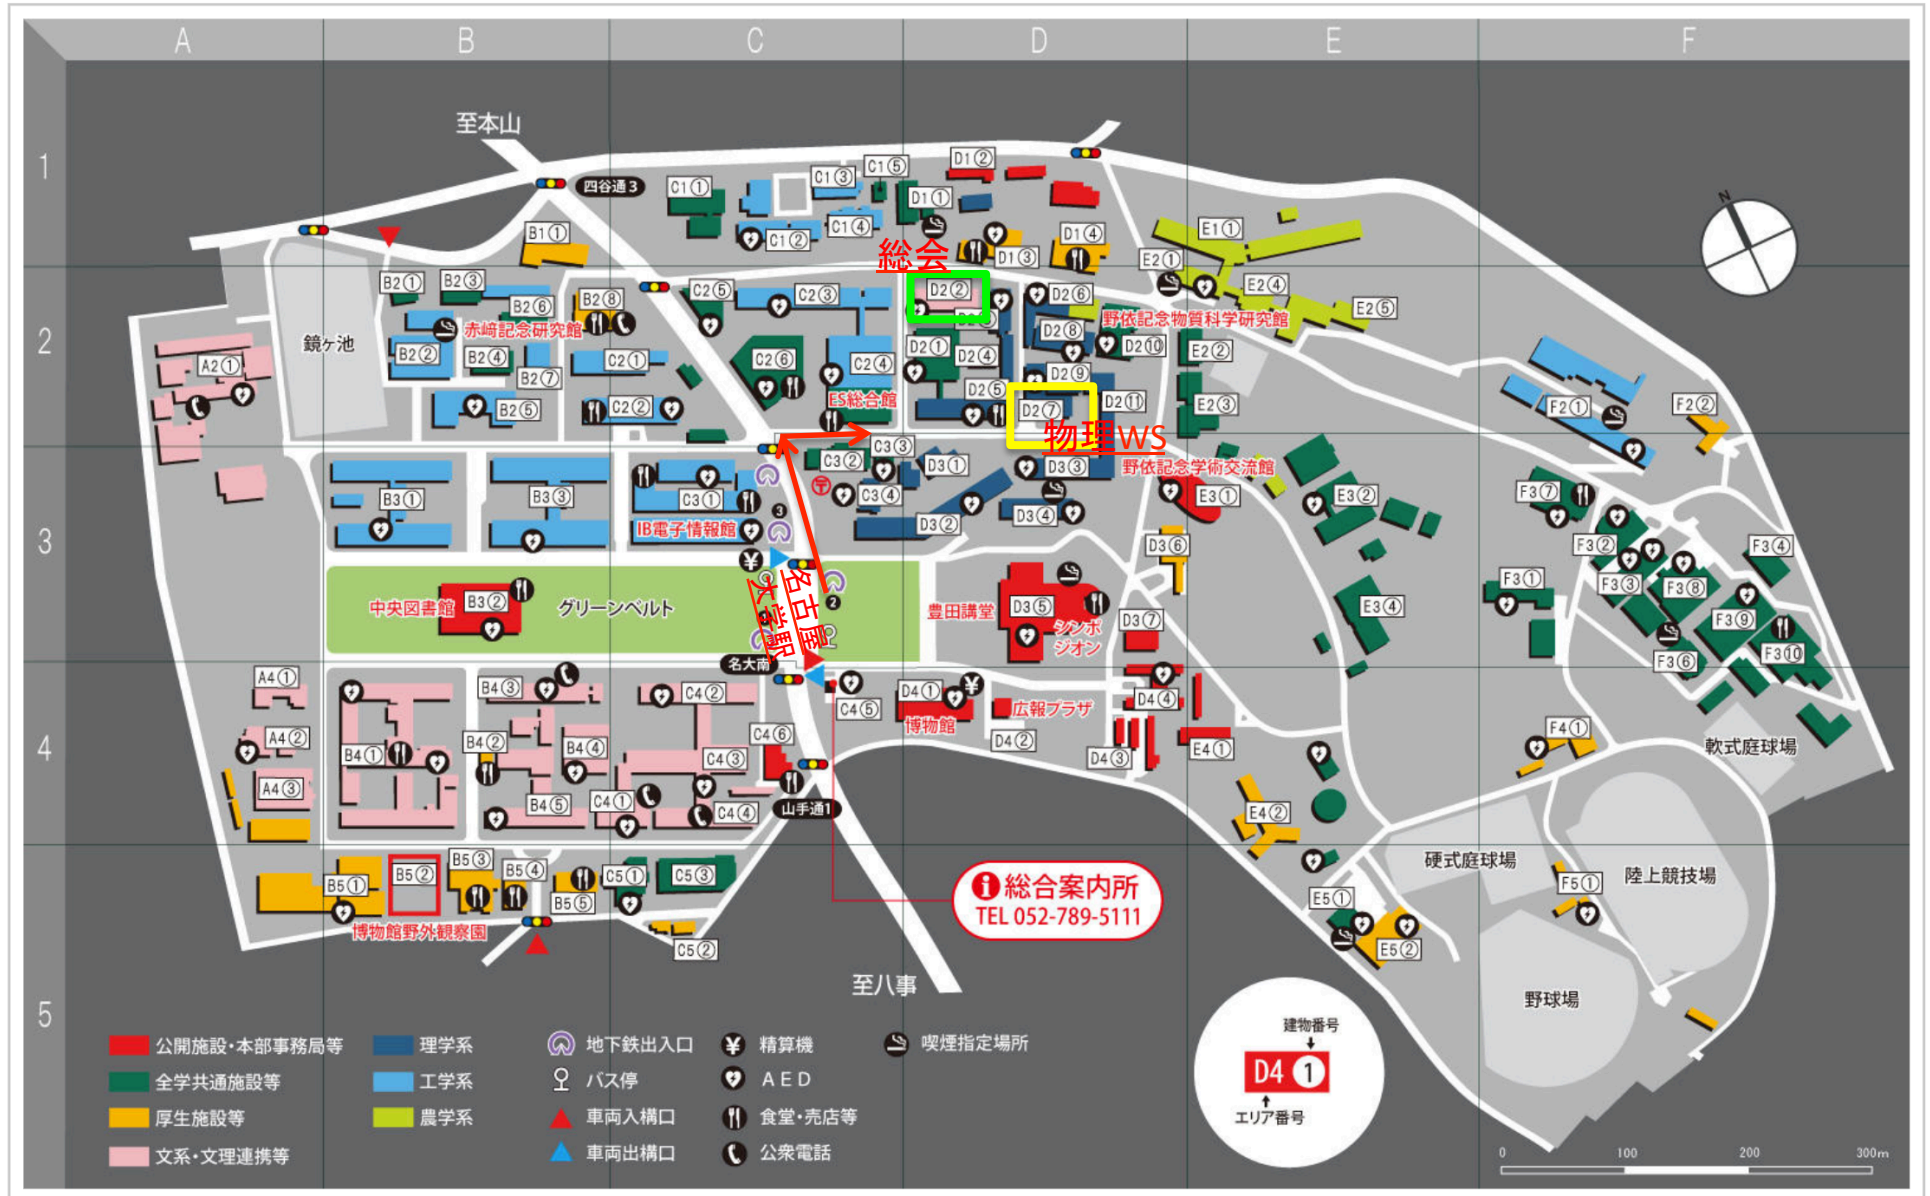 A B C D E F
1
2
3
4
5
至本山
四谷通3
C1①
C1③
C1⑤
D1②
D1①
C1②
C1④
B1①
D1③
D1④
E1①
E2①
総会
B2①
B2③
B2⑥
B2⑧
C2⑤
C2③
D2②
D2⑥
E2④
E2⑤
赤﨑記念研究館
野依記念物質科学研究館
鏡ヶ池
B2②
B2④
B2⑦
C2①
C2⑥
C2④
D2①
D2④
D2⑧
D2⑩
E2②
A2①
B2⑤
C2②
ES総合館
D2⑤
D2⑨
D2⑦
D2⑪
E2③
F2①
F2②
物理WS
C3②
C3③
D3①
D3③
野依記念学術交流館
B3①
B3③
C3①
C3④
D3②
D3④
E3①
E3②
F3⑦
IB電子情報館
3
D3⑥
F3②
F3④
中央図書館
B3②
グリーンベルト
名古屋
大学駅
2
豊田講堂
D3⑤
シンポ
ジオン
D3⑦
E3④
F3①
F3③
F3⑧
F3⑨
F3⑥
F3⑩
名大南
A4①
B4③
C4②
C4⑤
D4①
博物館
広報プラザ
D4②
D4④
D4③
E4①
F4①
軟式庭球場
A4②
B4①
B4②
B4④
C4③
C4⑥
A4③
B4⑤
C4①
C4④
山手通1
E4②
B5①
B5②
B5③
B5④
B5⑤
C5①
C5③
C5②
博物館野外観察園
総合案内所
TEL 052-789-5111
硬式庭球場
陸上競技場
E5①
E5②
F5①
野球場
至八事
N
公開施設・本部事務局等
全学共通施設等
厚生施設等
文系・文理連携等
理学系
工学系
農学系
地下鉄出入口
バス停
車両入構口
車両出構口
精算機
AED
食堂・売店等
公衆電話
喫煙指定場所
建物番号
D4 1
エリア番号
0 100 200 300m